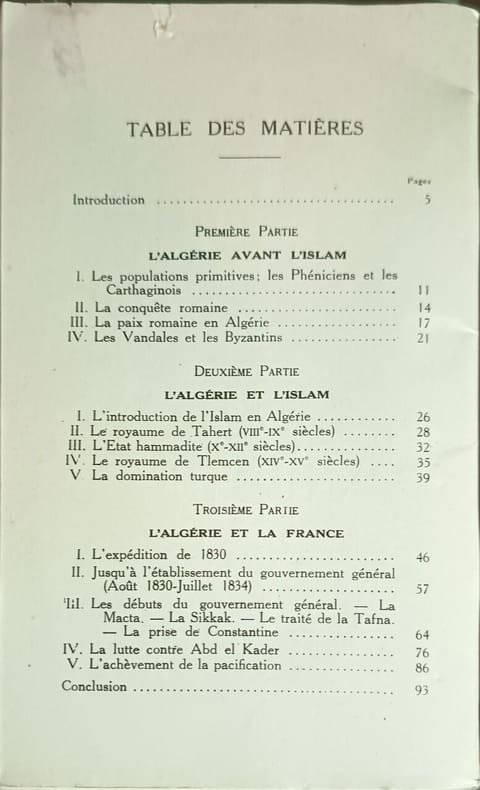 TABLE DES MATIÈRES
Pages
Introduction .................................... 5
PREMIÈRE PARTIE
L'ALGÉRIE AVANT L'ISLAM
I. Les populations primitives; les Phéniciens et les
Carthaginois ............................... 11
II. La conquête romaine ........................ 14
III. La paix romaine en Algérie .................. 17
IV. Les Vandales et les Byzantins ................ 21
DEUXIÈME PARTIE
L'ALGÉRIE ET L'ISLAM
I. L'introduction de l'Islam en Algérie ............ 26
II. Le royaume de Tahert (VIIIe-IXe siècles) ........ 28
III. L'Etat hammadite (Xe-XIIe siècles)............... 32
IV. Le royaume de Tlemcen (XIVe-XVe siècles) .... 35
V La domination turque ........................ 39
TROISIÈME PARTIE
L'ALGÉRIE ET LA FRANCE
I. L'expédition de 1830 ........................ 46
II. Jusqu'à l'établissement du gouvernement général
(Août 1830-Juillet 1834) .................... 57
III. Les débuts du gouvernement général. — La
Macta. — La Sikkak. — Le traité de la Tafna.
— La prise de Constantine ................ 64
IV. La lutte contre Abd el Kader ................ 76
V. L'achèvement de la pacification ................ 86
Conclusion ........................................ 93